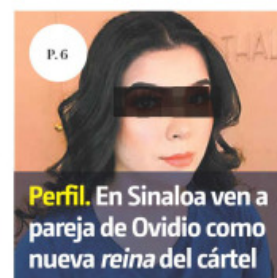 P. 6
Perfil. En Sinaloa ven a
pareja de Ovidio como
nueva reina del cártel